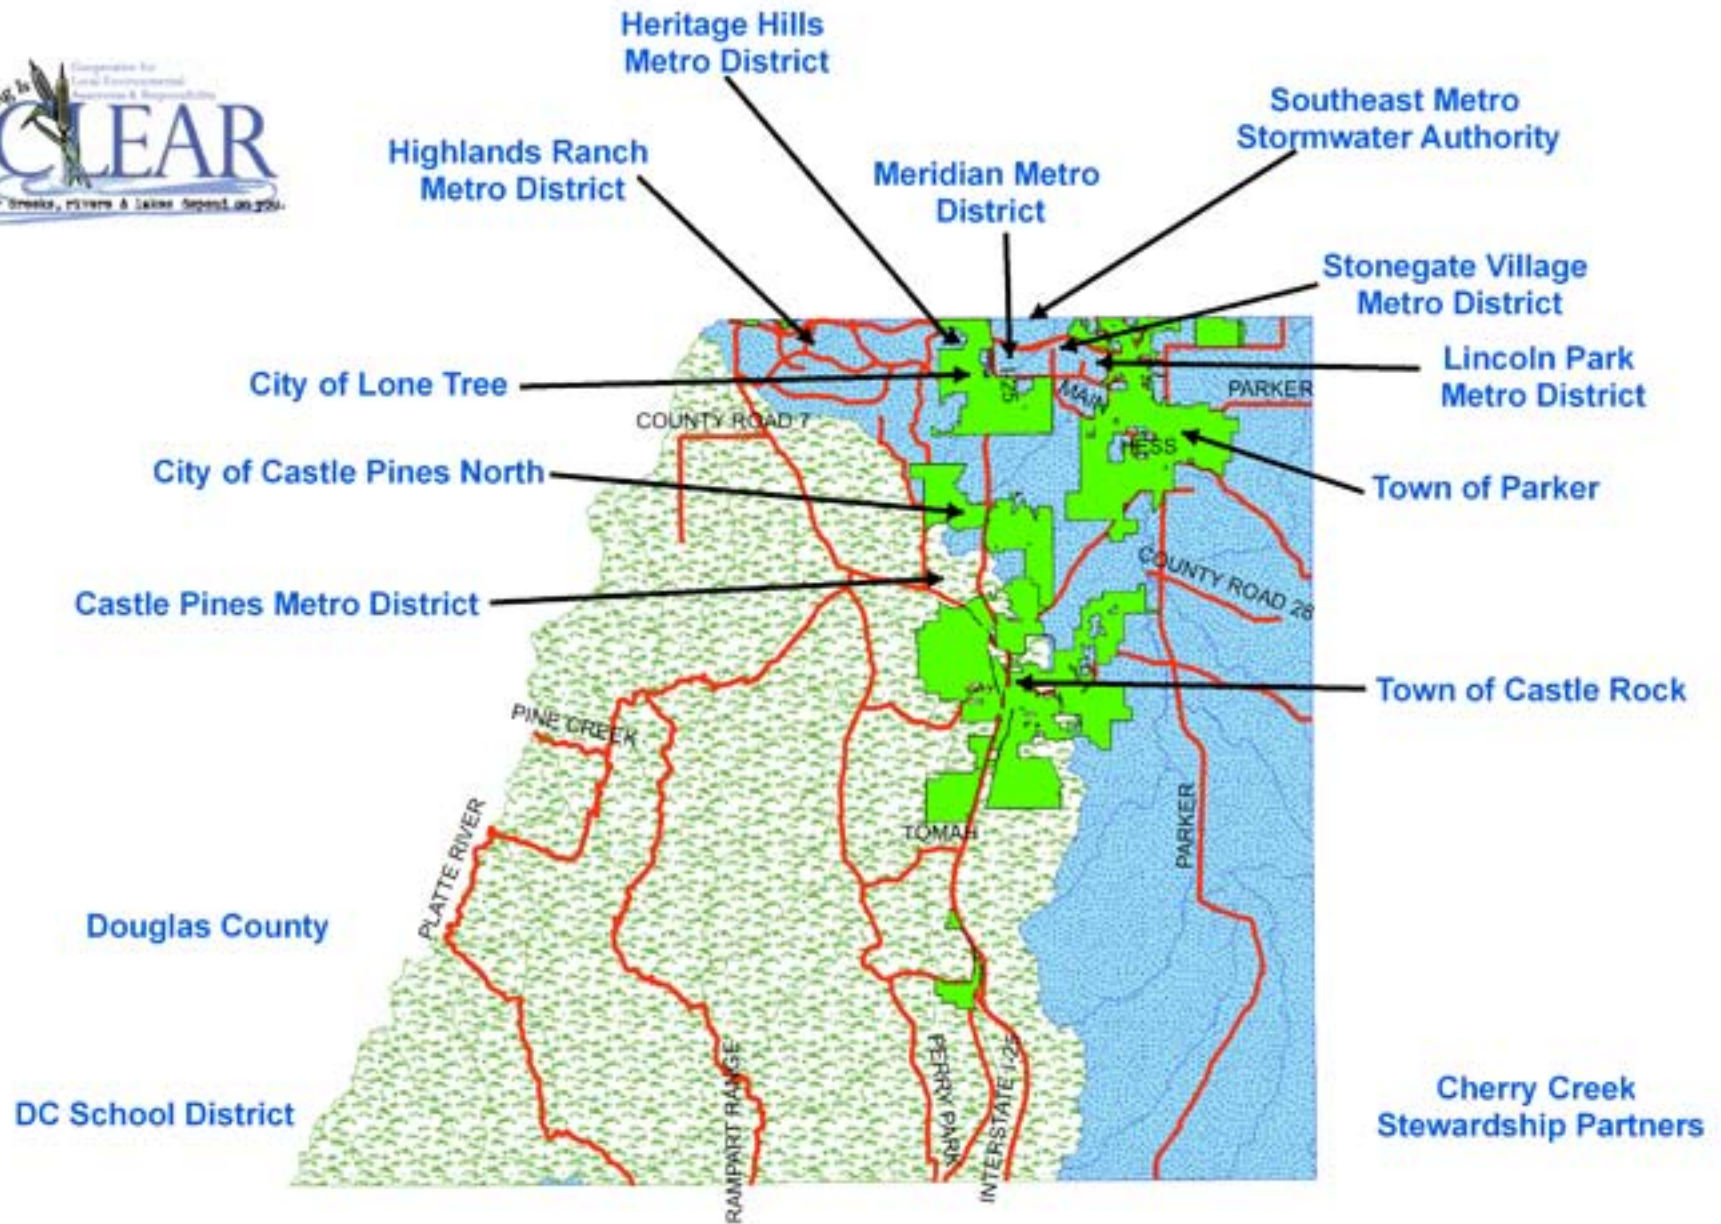 Heritage Hills
Metro District
CLEAR
Highlands Ranch
Metro District
Meridian Metro
District
Southeast Metro
Stormwater Authority
Stonegate Village
Metro District
Lincoln Park
Metro District
City of Lone Tree
City of Castle Pines North
Castle Pines Metro District
Town of Parker
Town of Castle Rock
Douglas County
DC School District
Cherry Creek
Stewardship Partners
COUNTY ROAD 7
I-25
MAIN
PARKER
HESS
COUNTY ROAD 28
PINE CREEK
PLATTE RIVER
TOMAH
PARKER
RAMPART RANGE
PERRY PARK
INTERSTATE I-25